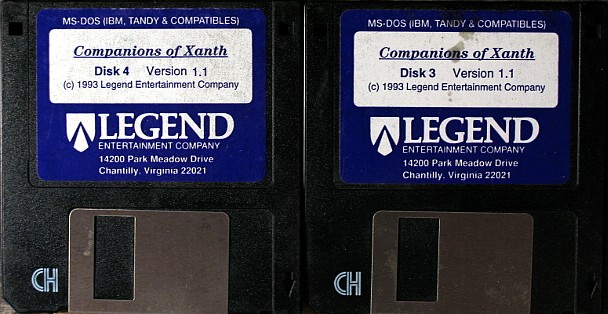 MS-DOS (IBM, TANDY & COMPATIBLES)
Companions of Xanth
Disk 4 Version 1.1
(c) 1993 Legend Entertainment Company
LEGEND
ENTERTAINMENT COMPANY
14200 Park Meadow Drive
Chantilly, Virginia 22021
CH
MS-DOS (IBM, TANDY & COMPATIBLES)
Companions of Xanth
Disk 3 Version 1.1
(c) 1993 Legend Entertainment Company
LEGEND
ENTERTAINMENT COMPANY
14200 Park Meadow Drive
Chantilly, Virginia 22021
CH